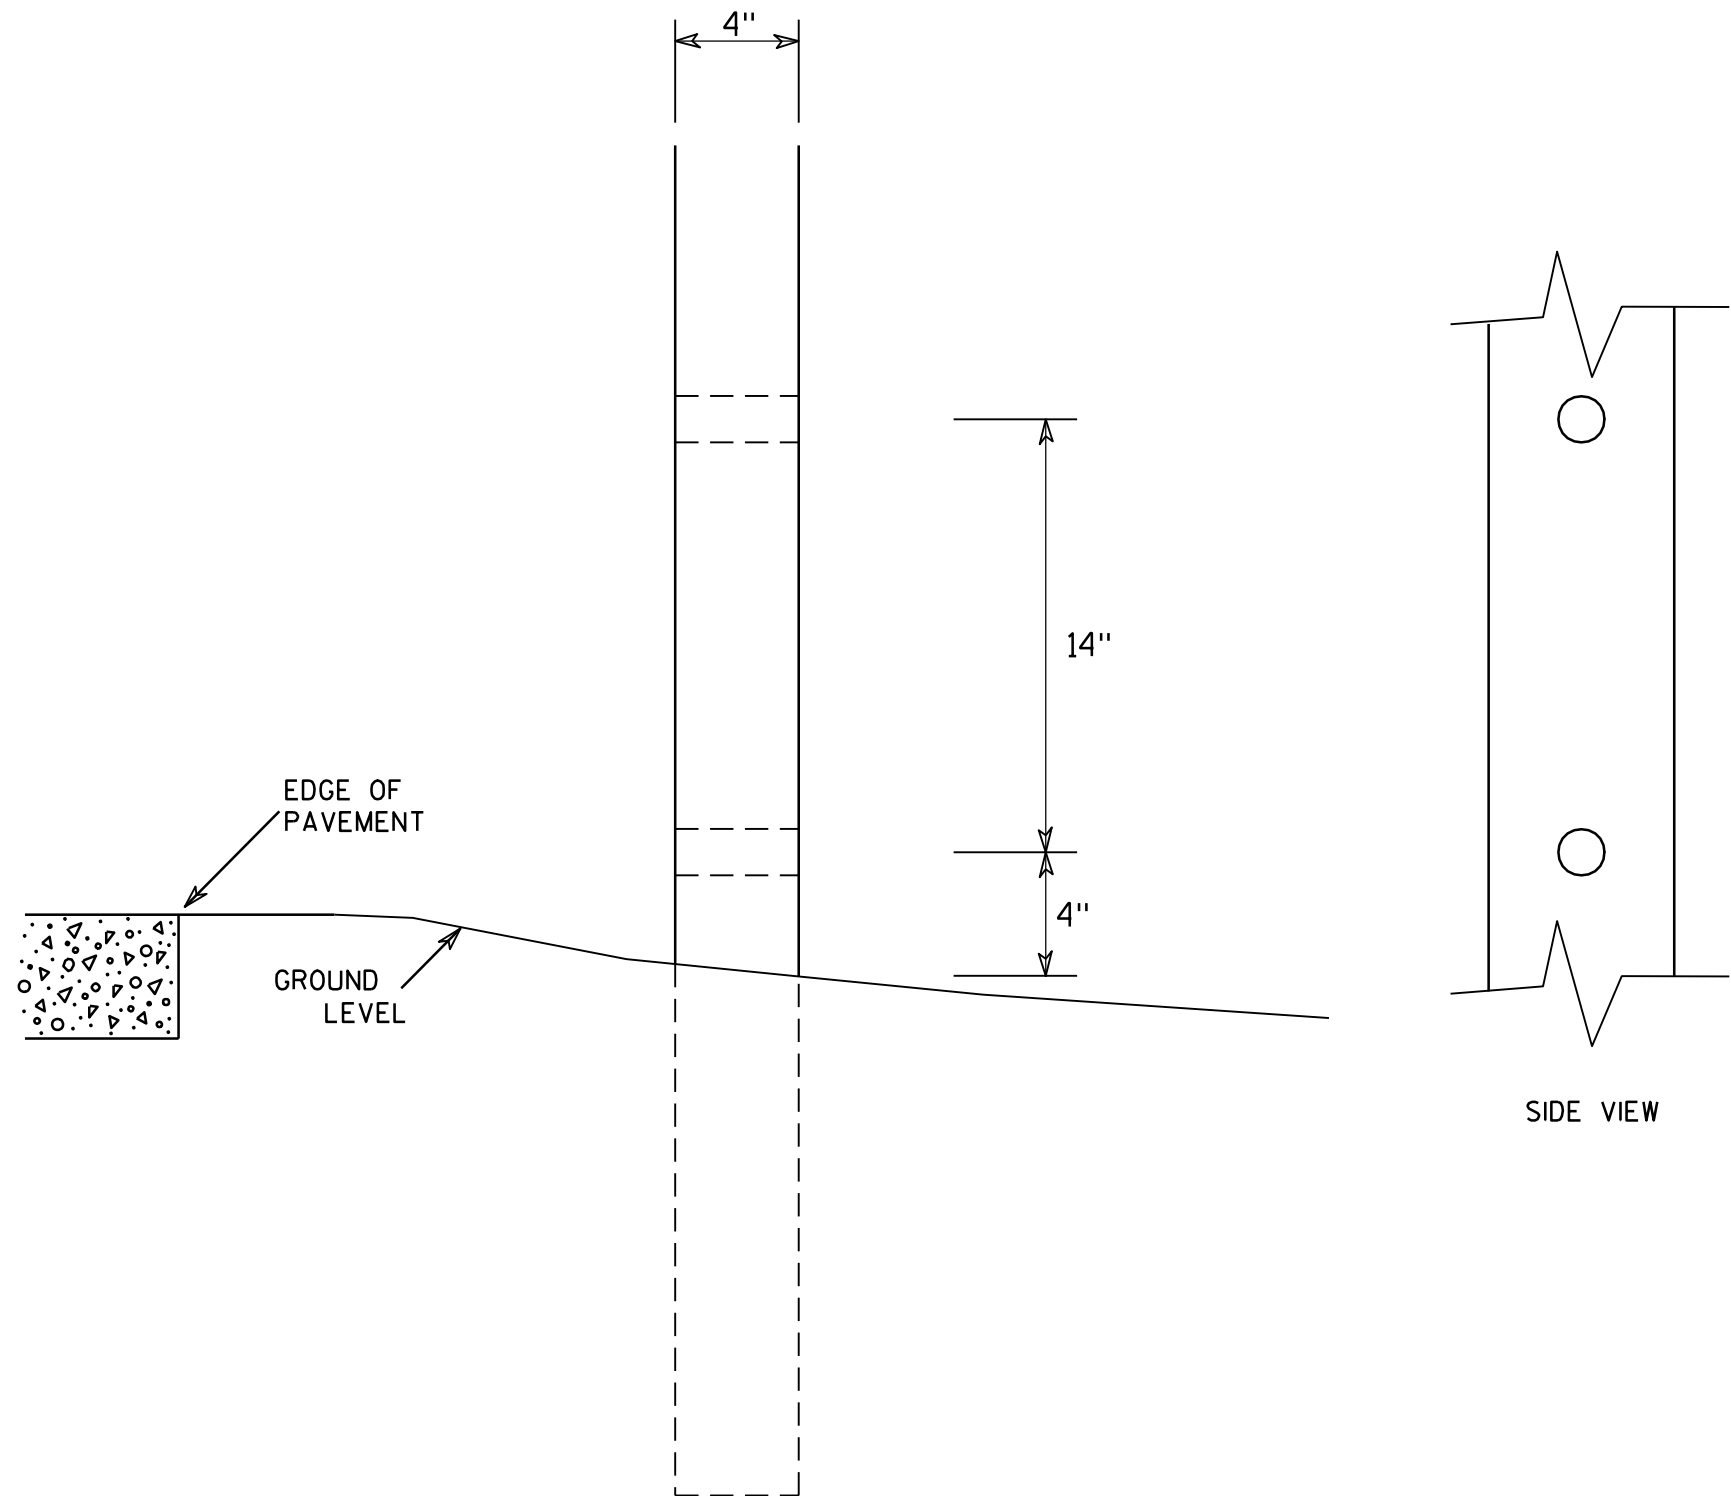 4"
14"
EDGE OF
PAVEMENT
4"
GROUND
LEVEL
SIDE VIEW